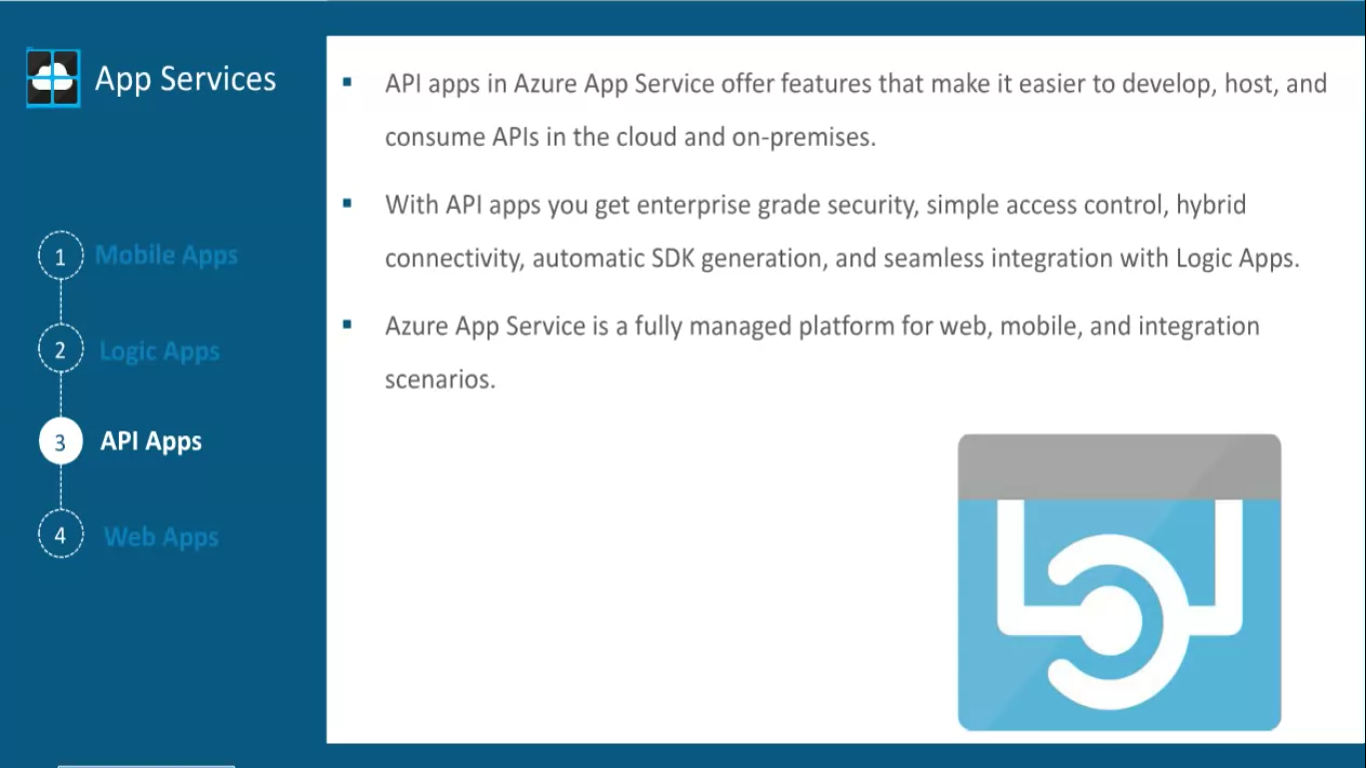 App Services
1 Mobile Apps
2 Logic Apps
3 API Apps
4 Web Apps
▪ API apps in Azure App Service offer features that make it easier to develop, host, and
consume APIs in the cloud and on-premises.
▪ With API apps you get enterprise grade security, simple access control, hybrid
connectivity, automatic SDK generation, and seamless integration with Logic Apps.
▪ Azure App Service is a fully managed platform for web, mobile, and integration
scenarios.